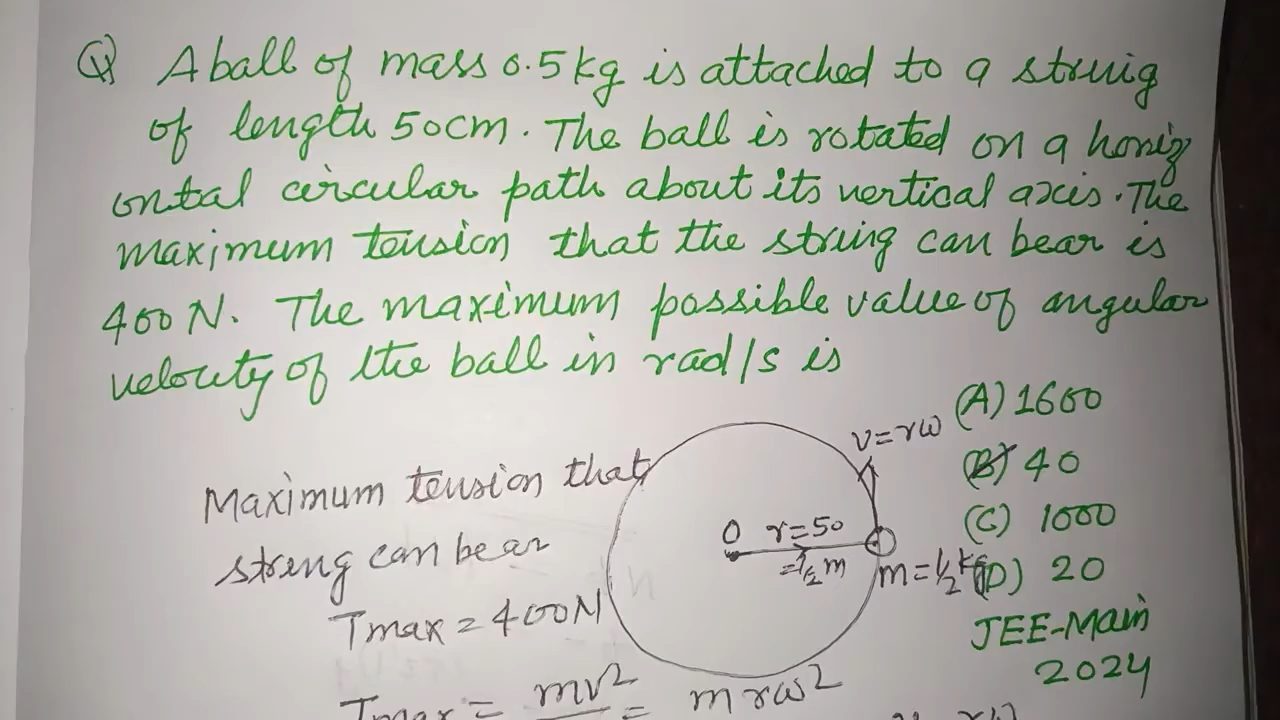 Q A ball of mass 0.5 kg is attached to a string
of length 50cm. The ball is rotated on a horiz
ontal circular path about its vertical axis. The
maximum tension that the string can bear is
400 N. The maximum possible value of angular
velocity of the ball in rad/s is
(A) 1600
(B) 40
(C) 1000
(D) 20
JEE-Main
2024
Maximum tension that
string can bear
Tmax = 400N
v=rω
O r=50
=1/2 m
m=1/2 kg
Tmax = mv2 = mrω2